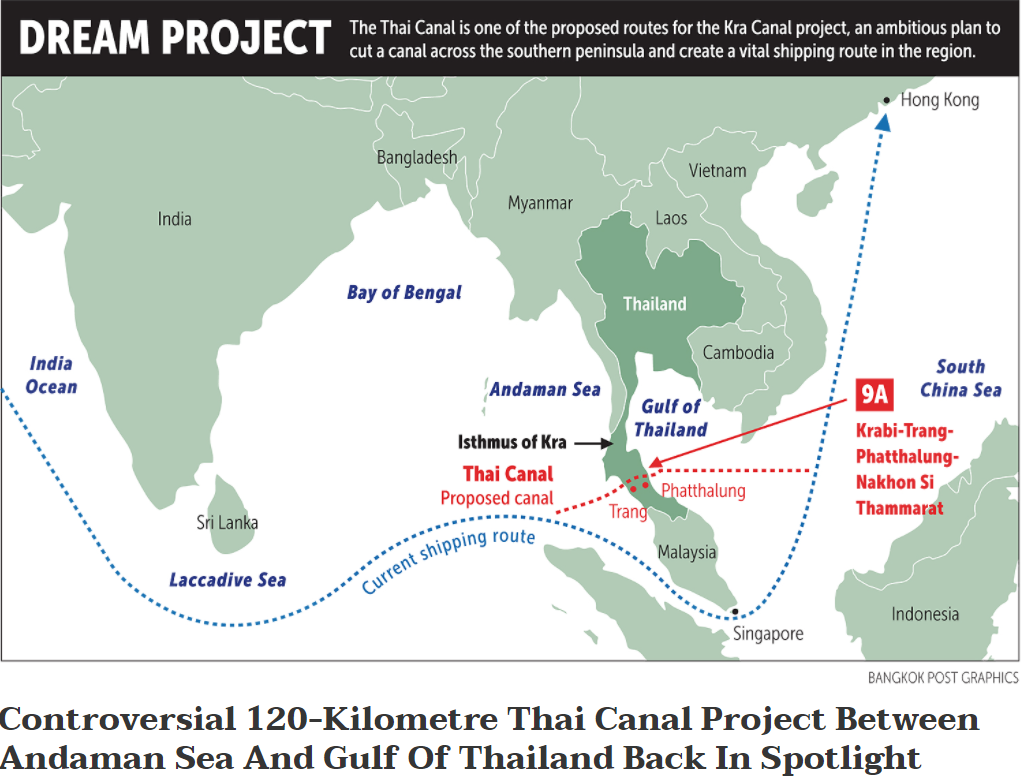 DREAM PROJECT
The Thai Canal is one of the proposed routes for the Kra Canal project, an ambitious plan to
cut a canal across the southern peninsula and create a vital shipping route in the region.
Hong Kong
Bangladesh
Vietnam
India
Myanmar
Laos
Bay of Bengal
Thailand
Cambodia
India
Ocean
Andaman Sea
South
China Sea
9A
Gulf of
Thailand
Isthmus of Kra
Krabi-Trang-
Phatthalung-
Nakhon Si
Thammarat
Thai Canal
Proposed canal
Phatthalung
Trang
Sri Lanka
Current shipping route
Malaysia
Laccadive Sea
Indonesia
Singapore
BANGKOK POST GRAPHICS
Controversial 120-Kilometre Thai Canal Project Between
Andaman Sea And Gulf Of Thailand Back In Spotlight